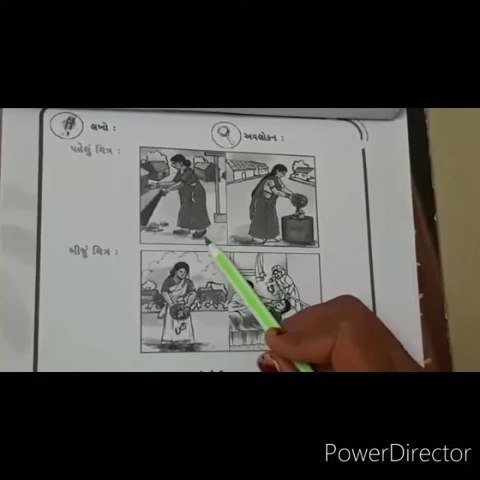 લખો :
અવલોકન :
પહેલું ચિત્ર :
બીજું ચિત્ર :
PowerDirector